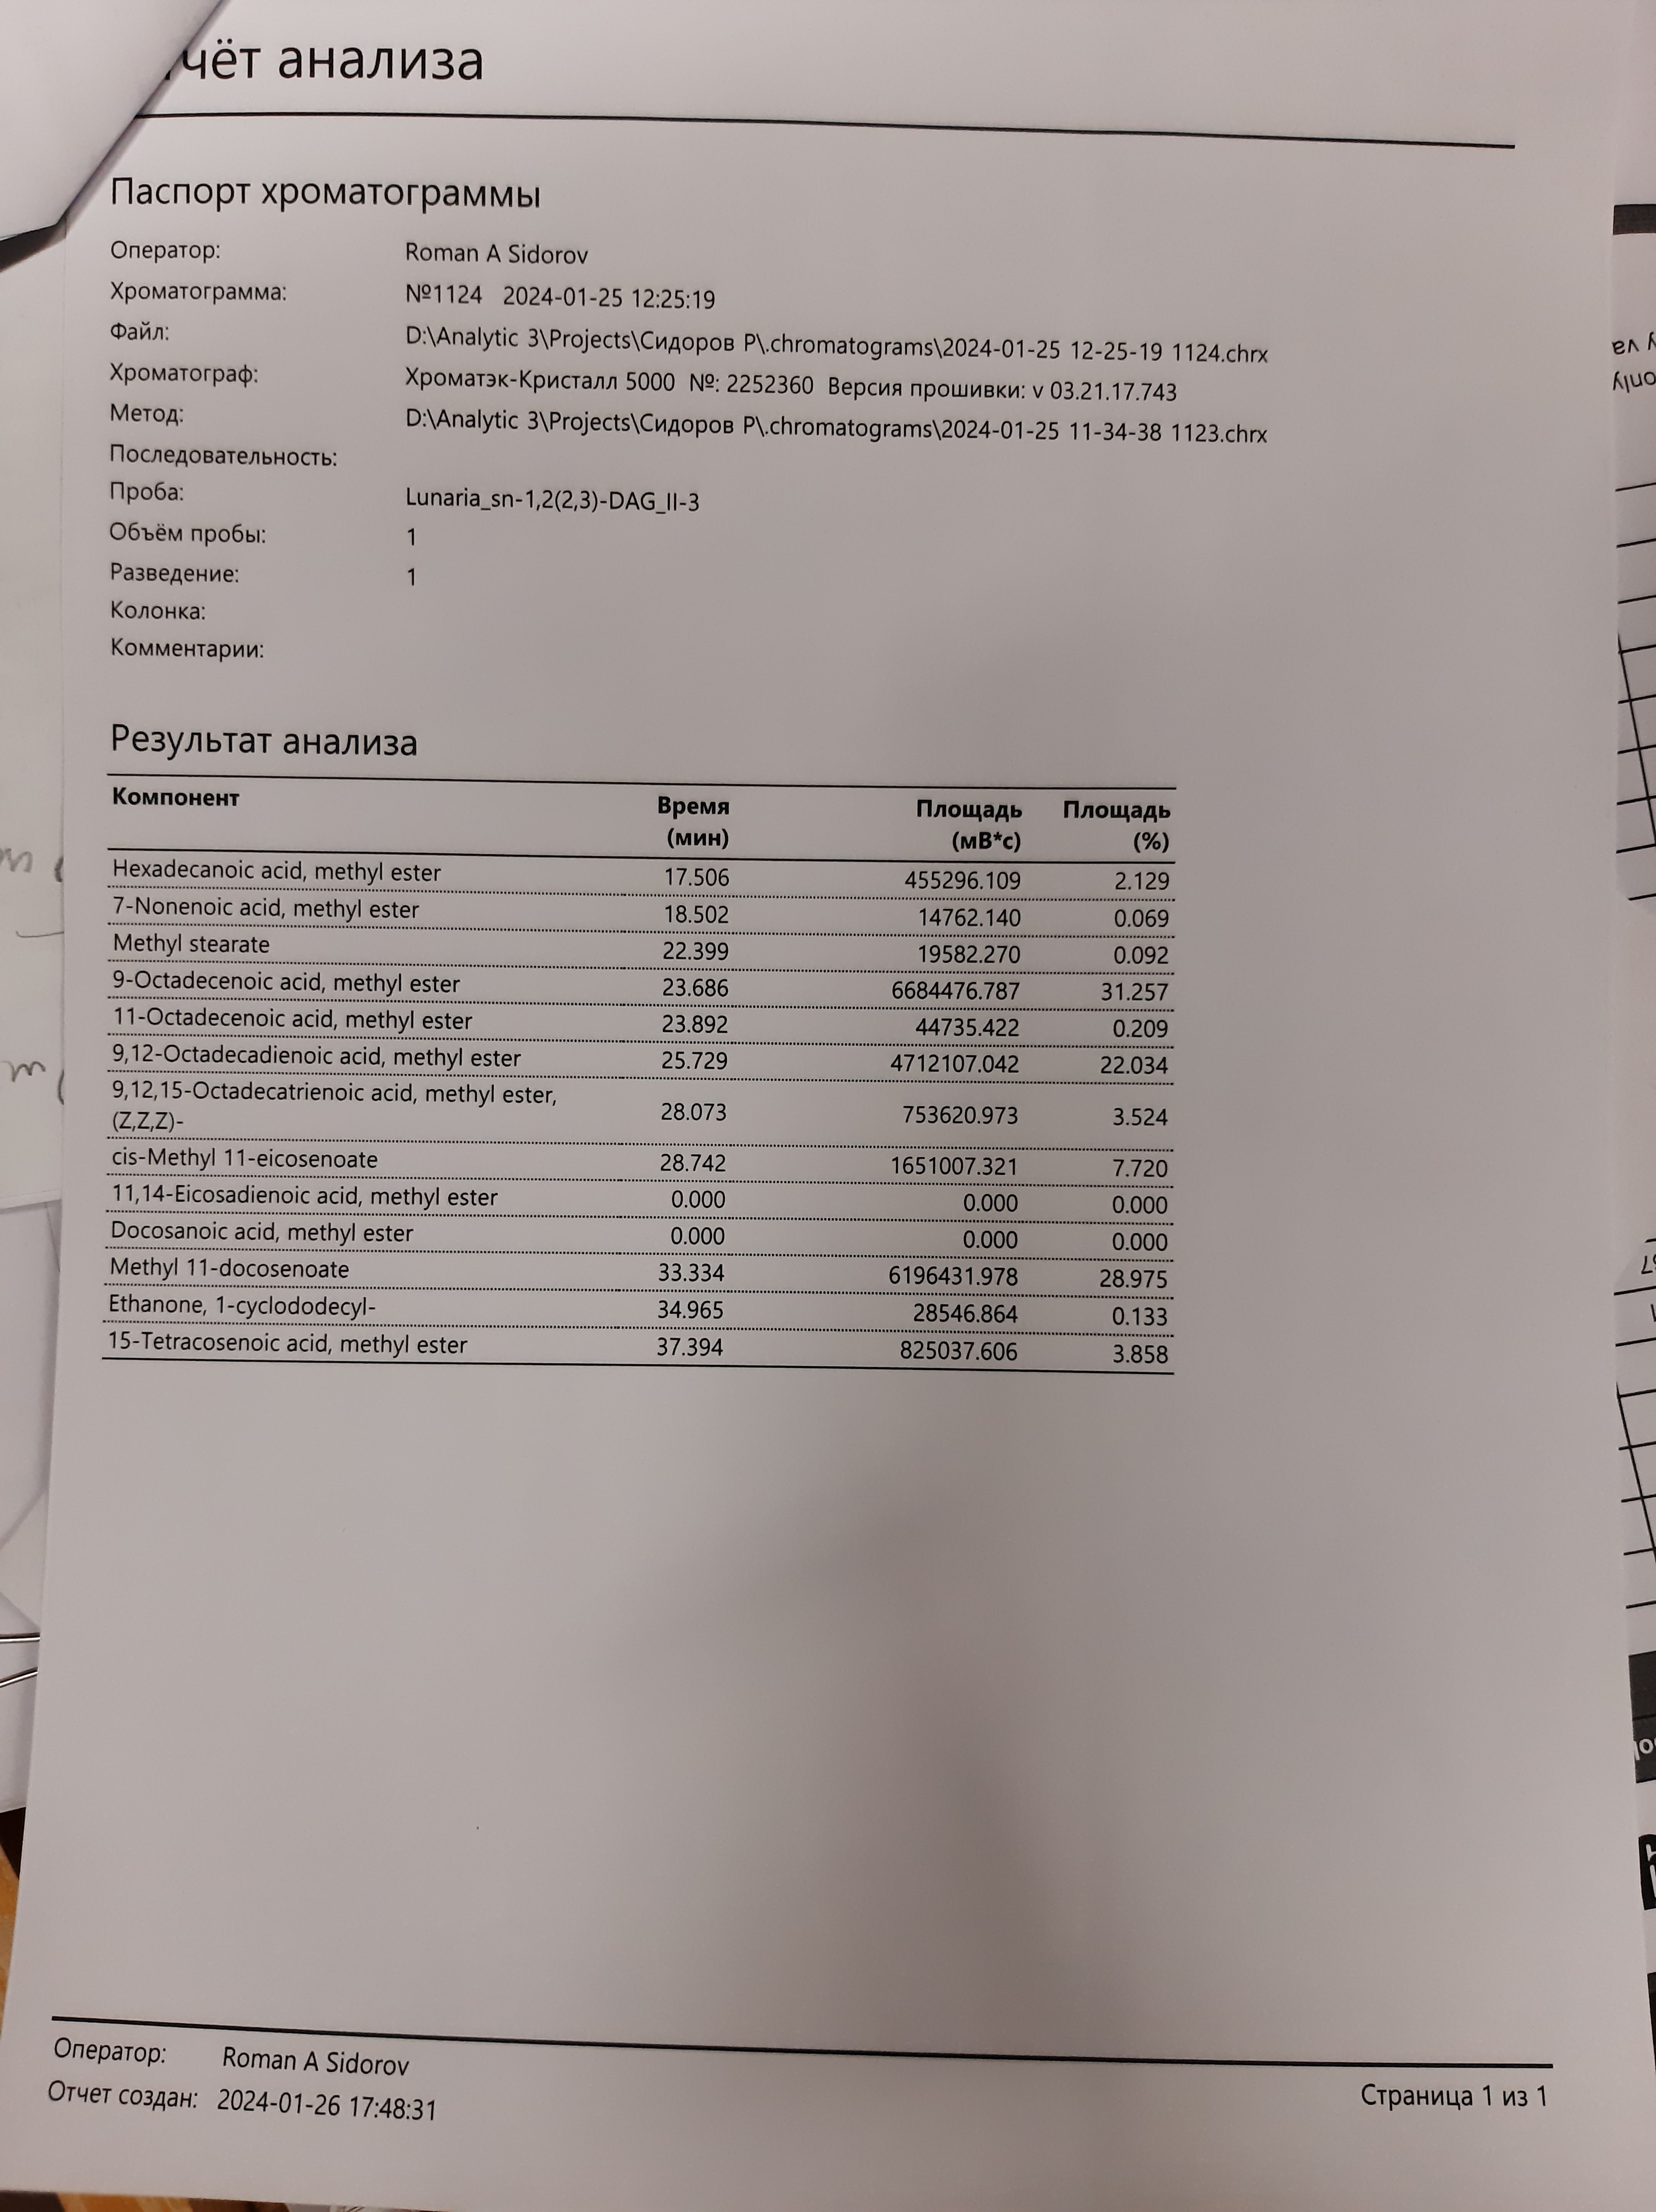 чёт анализа
Паспорт хроматограммы
Оператор: Roman A Sidorov
Хроматограмма: №1124 2024-01-25 12:25:19
Файл: D:\Analytic 3\Projects\Сидоров Р\.chromatograms\2024-01-25 12-25-19 1124.chrx
Хроматограф: Хроматэк-Кристалл 5000 №: 2252360 Версия прошивки: v 03.21.17.743
Метод: D:\Analytic 3\Projects\Сидоров Р\.chromatograms\2024-01-25 11-34-38 1123.chrx
Последовательность:
Проба: Lunaria_sn-1,2(2,3)-DAG_II-3
Объём пробы: 1
Разведение: 1
Колонка:
Комментарии:
Результат анализа
Компонент Время Площадь Площадь
(мин) (мВ*с) (%)
Hexadecanoic acid, methyl ester 17.506 455296.109 2.129
7-Nonenoic acid, methyl ester 18.502 14762.140 0.069
Methyl stearate 22.399 19582.270 0.092
9-Octadecenoic acid, methyl ester 23.686 6684476.787 31.257
11-Octadecenoic acid, methyl ester 23.892 44735.422 0.209
9,12-Octadecadienoic acid, methyl ester 25.729 4712107.042 22.034
9,12,15-Octadecatrienoic acid, methyl ester,
(Z,Z,Z)- 28.073 753620.973 3.524
cis-Methyl 11-eicosenoate 28.742 1651007.321 7.720
11,14-Eicosadienoic acid, methyl ester 0.000 0.000 0.000
Docosanoic acid, methyl ester 0.000 0.000 0.000
Methyl 11-docosenoate 33.334 6196431.978 28.975
Ethanone, 1-cyclododecyl- 34.965 28546.864 0.133
15-Tetracosenoic acid, methyl ester 37.394 825037.606 3.858
Оператор: Roman A Sidorov
Отчет создан: 2024-01-26 17:48:31
Страница 1 из 1